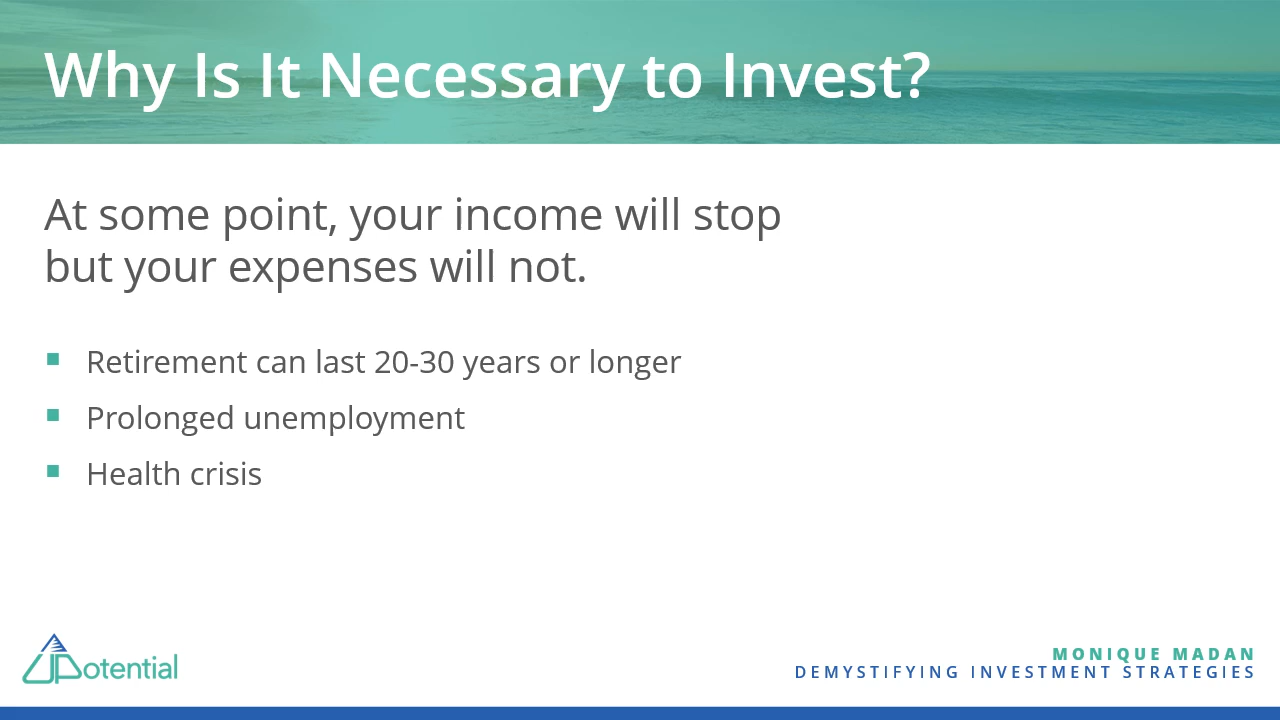 Why Is It Necessary to Invest?
At some point, your income will stop
but your expenses will not.
Retirement can last 20-30 years or longer
Prolonged unemployment
Health crisis
UPotential
MONIQUE MADAN
DEMYSTIFYING INVESTMENT STRATEGIES